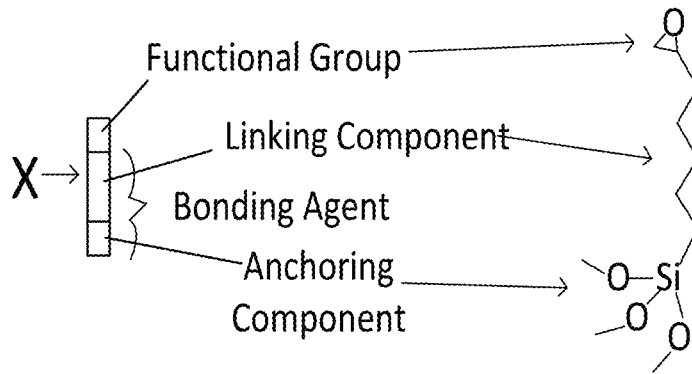 O
Functional Group
Linking Component
X
Bonding Agent
Anchoring
Component
O Si
O
O